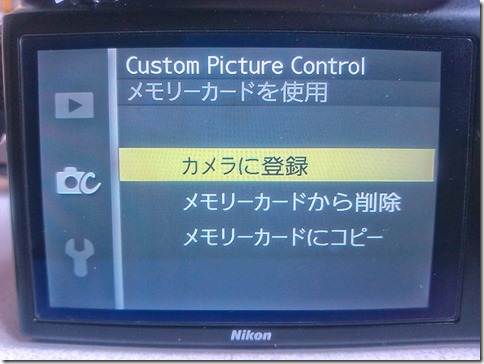 Custom Picture Control
メモリーカードを使用
カメラに登録
メモリーカードから削除
メモリーカードにコピー
Nikon